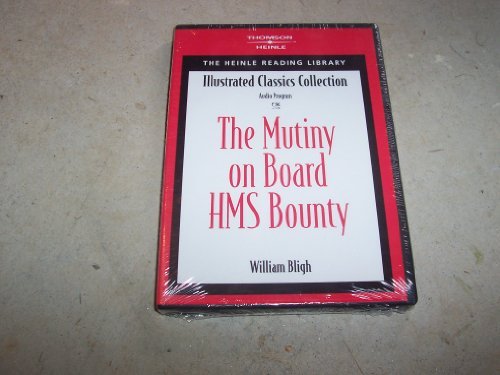 THOMSON
HEINLE
THE HEINLE READING LIBRARY
Illustrated Classics Collection
Audio Program
The Mutiny
on Board
HMS Bounty
William Bligh